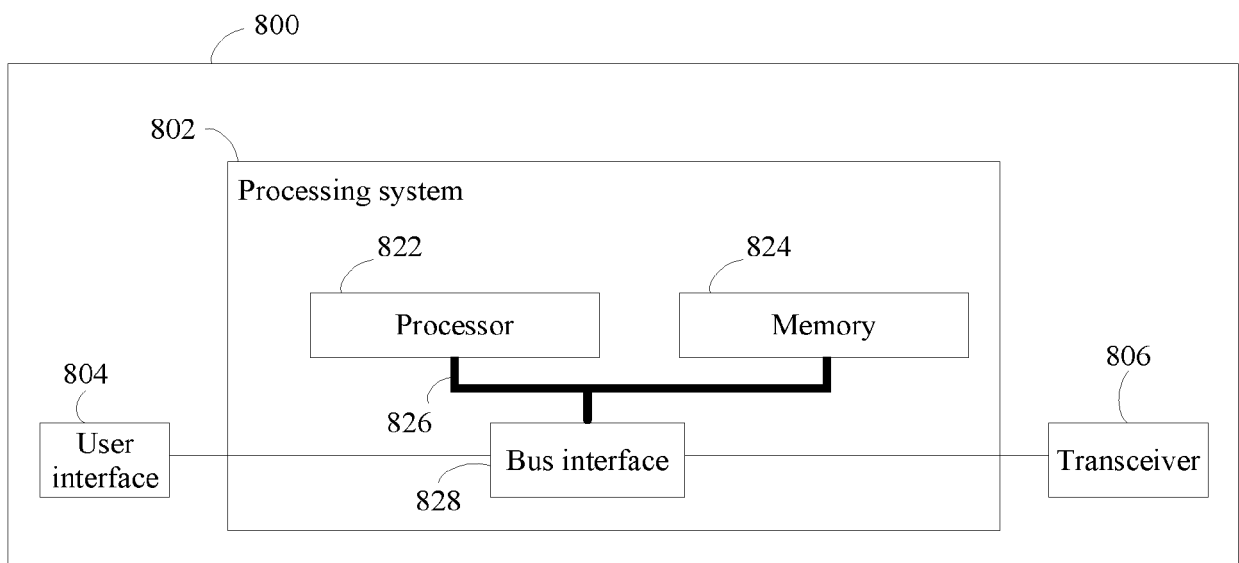 800
802
Processing system
822
824
Processor
Memory
804
806
826
User
interface
Bus interface
Transceiver
828